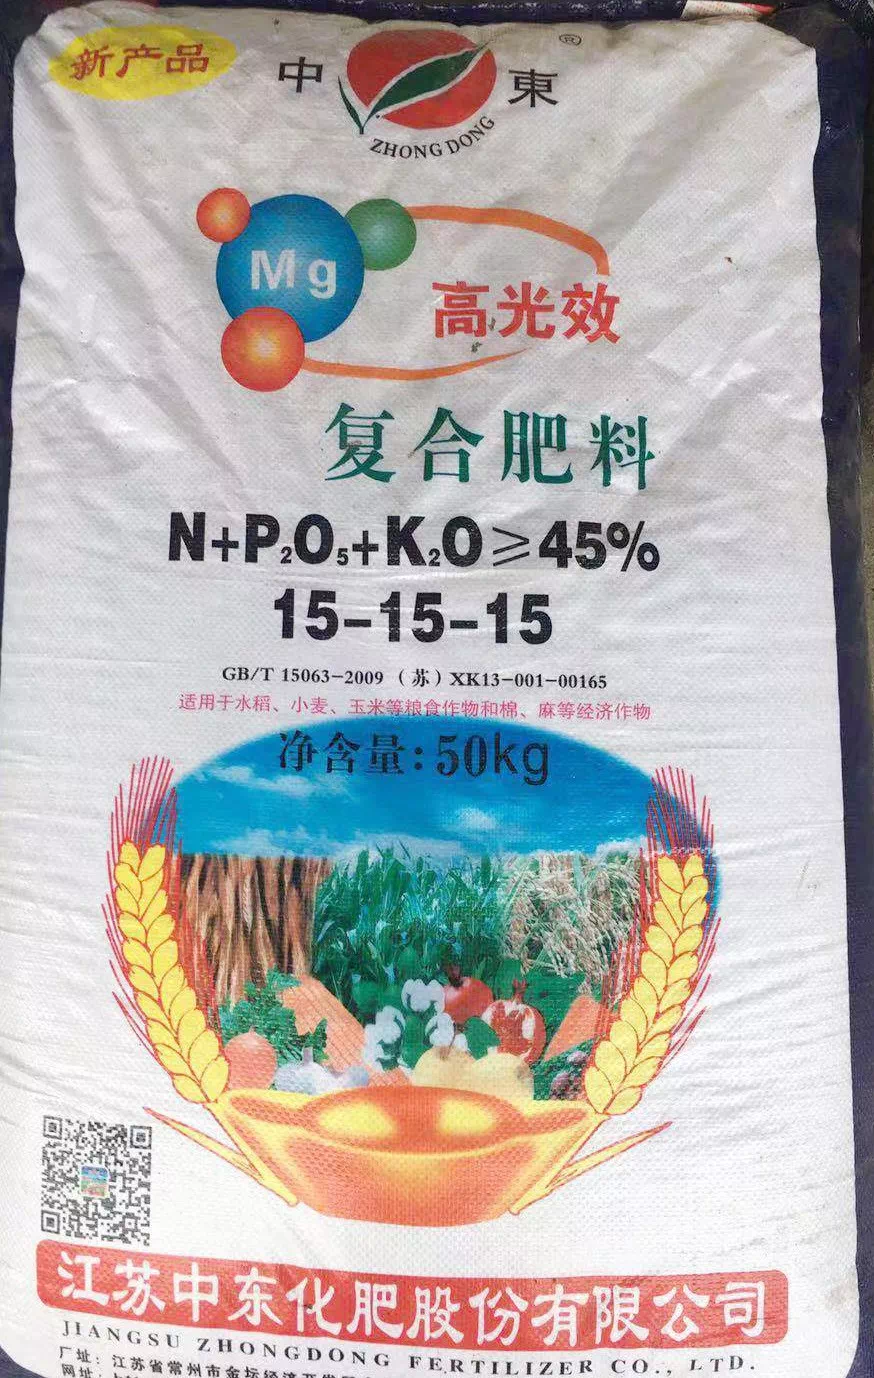 新产品
中 東
®
ZHONG DONG
Mg
高光效
复合肥料
N+P₂O₅+K₂O≥45%
15-15-15
GB/T 15063-2009 (苏) XK13-001-00165
适用于水稻、小麦、玉米等粮食作物和棉、麻等经济作物
净含量:50kg
江苏中东化肥股份有限公司
JIANGSU ZHONGDONG FERTILIZER CO., LTD.
厂址:江苏省常州市金坛经济开发
网址: